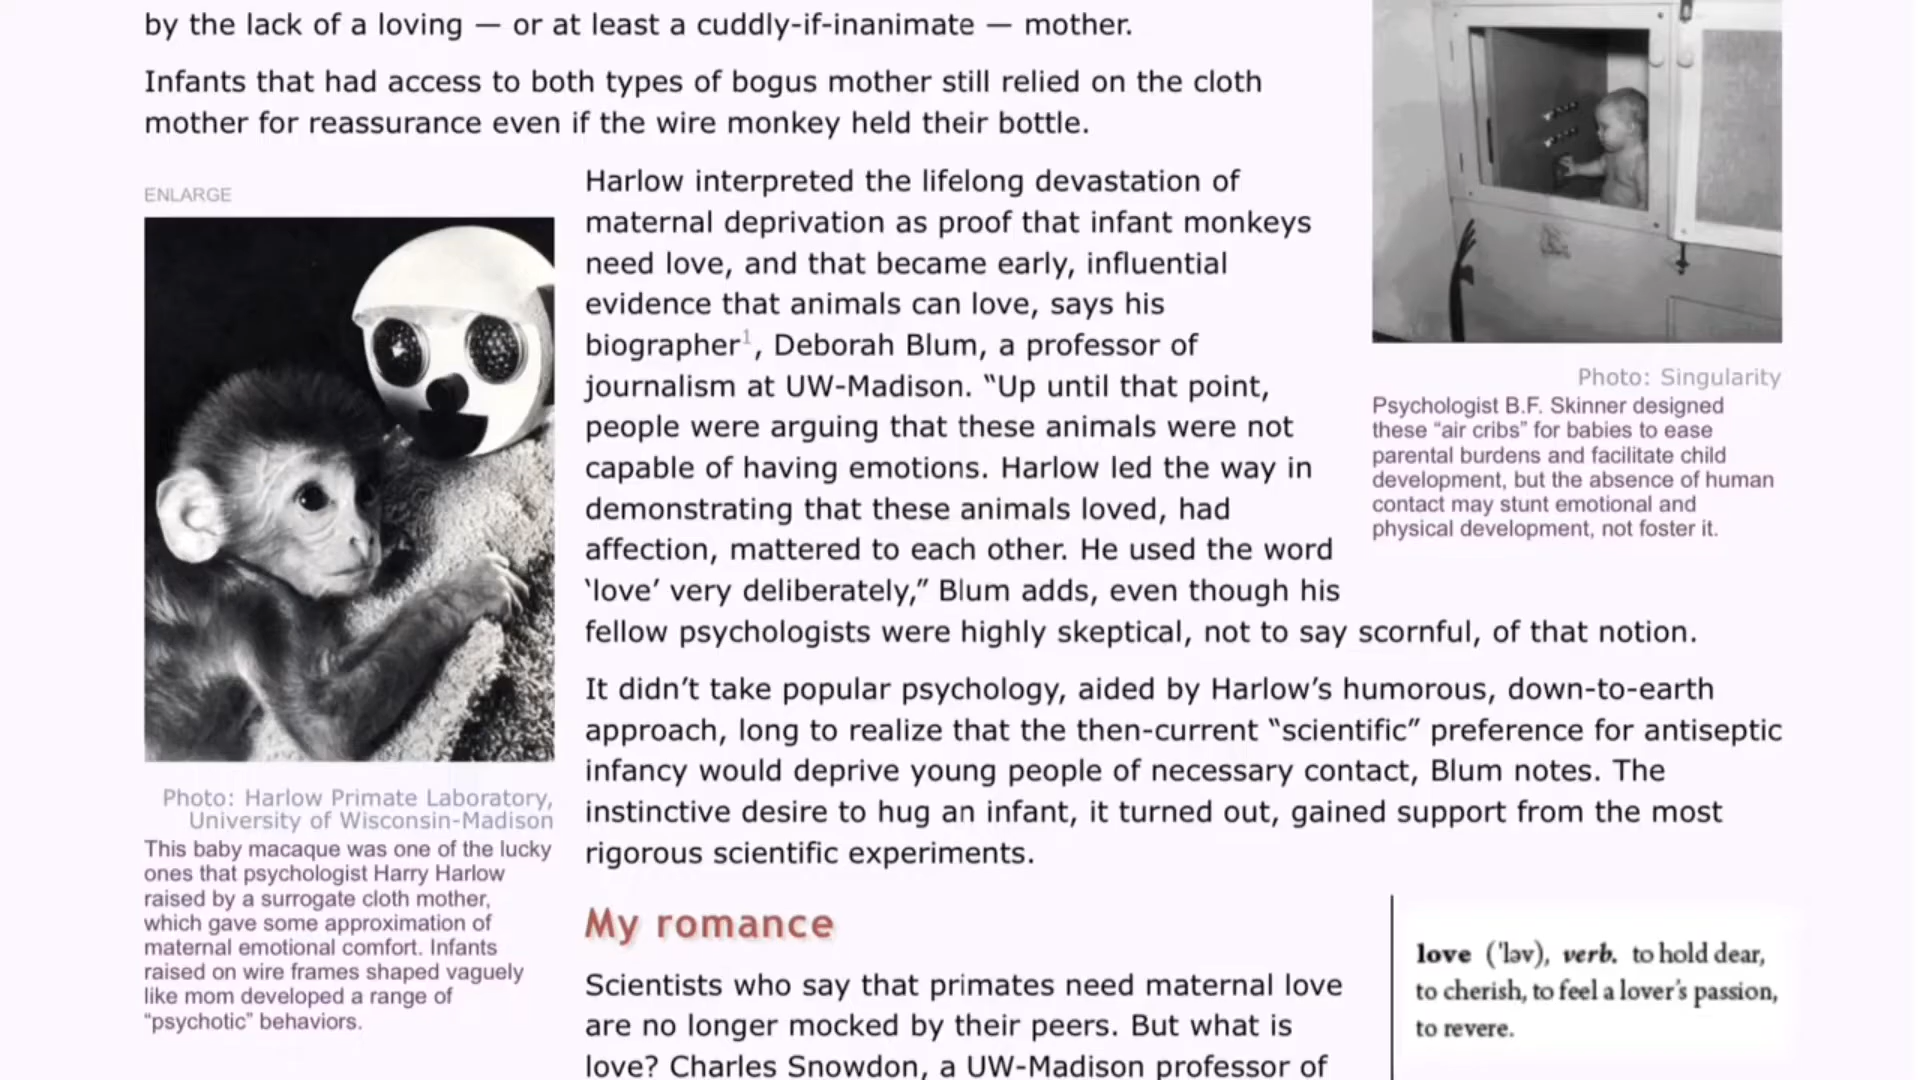 by the lack of a loving — or at least a cuddly-if-inanimate — mother.
Infants that had access to both types of bogus mother still relied on the cloth
mother for reassurance even if the wire monkey held their bottle.
ENLARGE
Photo: Harlow Primate Laboratory,
University of Wisconsin-Madison
This baby macaque was one of the lucky
ones that psychologist Harry Harlow
raised by a surrogate cloth mother,
which gave some approximation of
maternal emotional comfort. Infants
raised on wire frames shaped vaguely
like mom developed a range of
“psychotic” behaviors.
Harlow interpreted the lifelong devastation of
maternal deprivation as proof that infant monkeys
need love, and that became early, influential
evidence that animals can love, says his
biographer1, Deborah Blum, a professor of
journalism at UW-Madison. “Up until that point,
people were arguing that these animals were not
capable of having emotions. Harlow led the way in
demonstrating that these animals loved, had
affection, mattered to each other. He used the word
‘love’ very deliberately,” Blum adds, even though his
fellow psychologists were highly skeptical, not to say scornful, of that notion.
It didn’t take popular psychology, aided by Harlow’s humorous, down-to-earth
approach, long to realize that the then-current “scientific” preference for antiseptic
infancy would deprive young people of necessary contact, Blum notes. The
instinctive desire to hug an infant, it turned out, gained support from the most
rigorous scientific experiments.
Photo: Singularity
Psychologist B.F. Skinner designed
these “air cribs” for babies to ease
parental burdens and facilitate child
development, but the absence of human
contact may stunt emotional and
physical development, not foster it.
My romance
Scientists who say that primates need maternal love
are no longer mocked by their peers. But what is
love? Charles Snowdon, a UW-Madison professor of
love (ˈləv), verb. to hold dear,
to cherish, to feel a lover’s passion,
to revere.